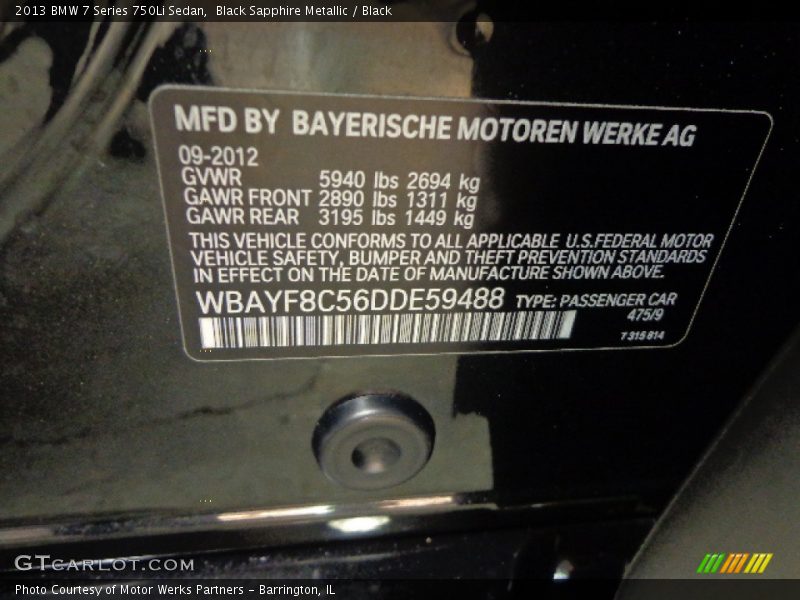 2013 BMW 7 Series 750Li Sedan,  Black Sapphire Metallic / Black
MFD BY BAYERISCHE MOTOREN WERKE AG
09-2012
GVWR 5940 lbs 2694 kg
GAWR FRONT 2890 lbs 1311 kg
GAWR REAR 3195 lbs 1449 kg
THIS VEHICLE CONFORMS TO ALL APPLICABLE U.S.FEDERAL MOTOR
VEHICLE SAFETY, BUMPER AND THEFT PREVENTION STANDARDS
IN EFFECT ON THE DATE OF MANUFACTURE SHOWN ABOVE.
WBAYF8C56DDE59488 TYPE: PASSENGER CAR
475/9
T 315 814
GTCARLOT.COM
Photo Courtesy of Motor Werks Partners - Barrington, IL